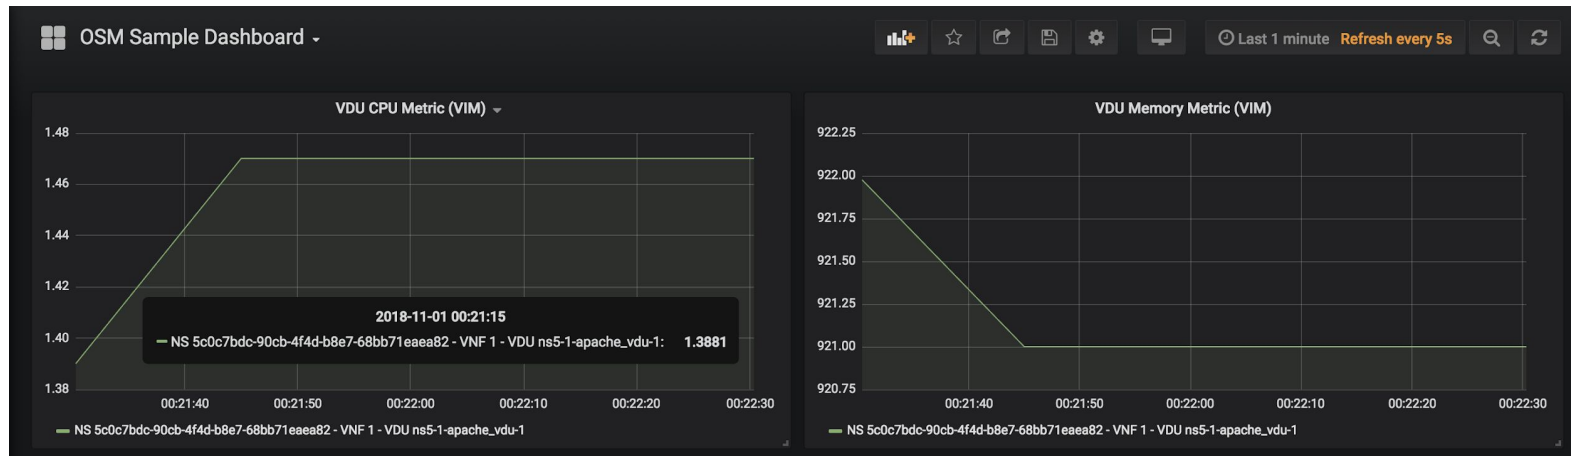 OSM Sample Dashboard
Last 1 minute Refresh every 5s
VDU CPU Metric (VIM)
1.48
1.46
1.44
1.42
1.40
1.38
2018-11-01 00:21:15
NS 5c0c7bdc-90cb-4f4d-b8e7-68bb71eaea82 - VNF 1 - VDU ns5-1-apache_vdu-1: 1.3881
00:21:40 00:21:50 00:22:00 00:22:10 00:22:20 00:22:30
NS 5c0c7bdc-90cb-4f4d-b8e7-68bb71eaea82 - VNF 1 - VDU ns5-1-apache_vdu-1
VDU Memory Metric (VIM)
922.25
922.00
921.75
921.50
921.25
921.00
920.75
00:21:40 00:21:50 00:22:00 00:22:10 00:22:20 00:22:30
NS 5c0c7bdc-90cb-4f4d-b8e7-68bb71eaea82 - VNF 1 - VDU ns5-1-apache_vdu-1